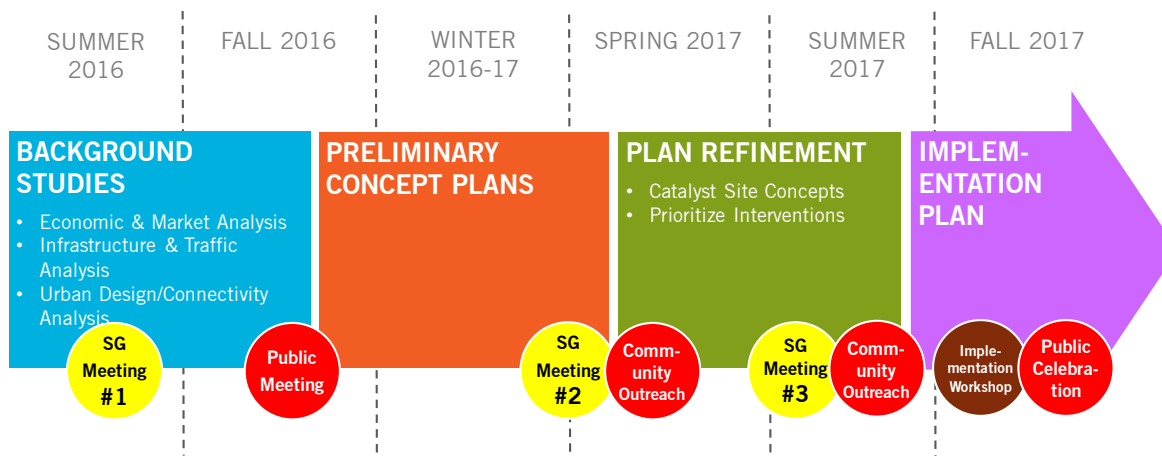 SUMMER
2016
FALL 2016
WINTER
2016-17
SPRING 2017
SUMMER
2017
FALL 2017
BACKGROUND
STUDIES
• Economic & Market Analysis
• Infrastructure & Traffic
Analysis
• Urban Design/Connectivity
Analysis
PRELIMINARY
CONCEPT PLANS
PLAN REFINEMENT
• Catalyst Site Concepts
• Prioritize Interventions
IMPLEM-
ENTATION
PLAN
SG
Meeting
#1
Public
Meeting
SG
Meeting
#2
Comm-
unity
Outreach
SG
Meeting
#3
Comm-
unity
Outreach
Imple-
mentation
Workshop
Public
Celebra-
tion